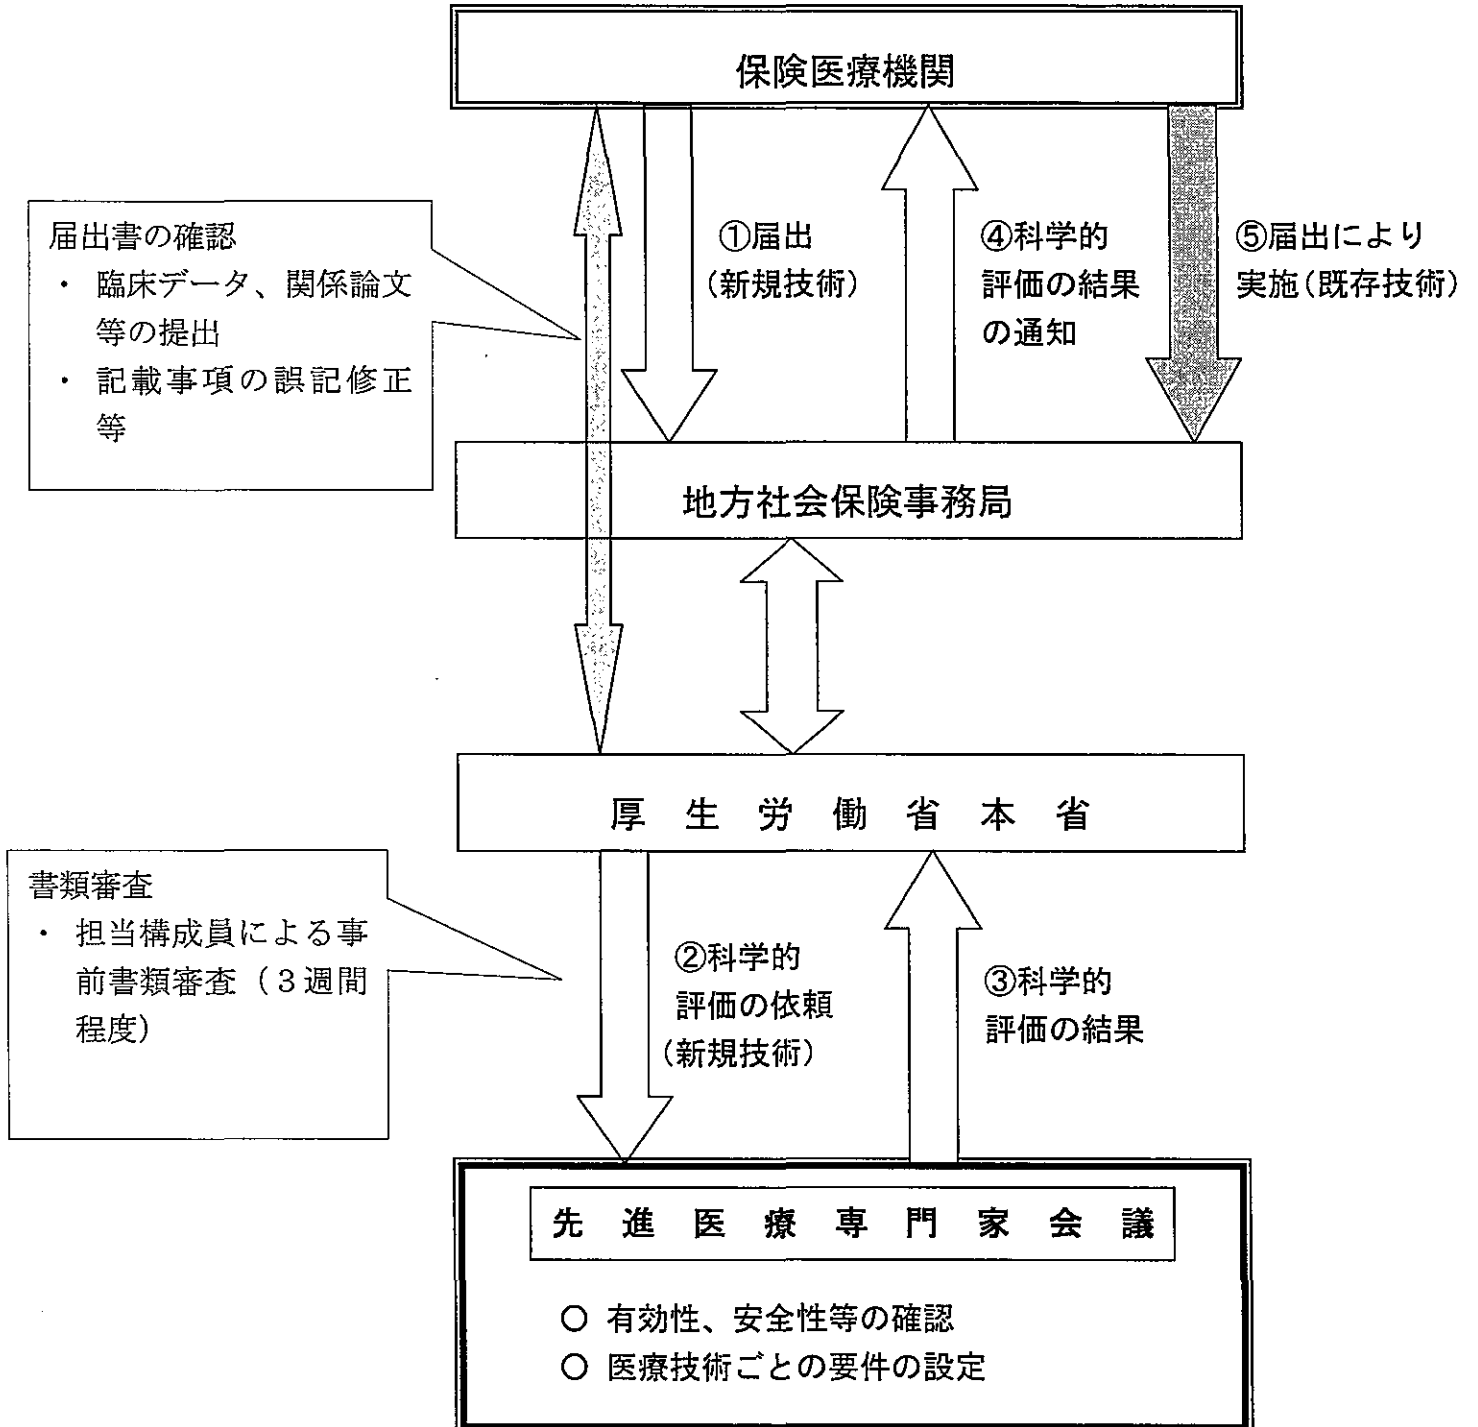 保険医療機関
届出書の確認
・ 臨床データ、関係論文
等の提出
・ 記載事項の誤記修正
等
①届出
(新規技術)
④科学的
評価の結果
の通知
⑤届出により
実施(既存技術)
地方社会保険事務局
厚生労働省本省
書類審査
・ 担当構成員による事
前書類審査（３週間
程度）
②科学的
評価の依頼
(新規技術)
③科学的
評価の結果
先進医療専門家会議
○ 有効性、安全性等の確認
○ 医療技術ごとの要件の設定